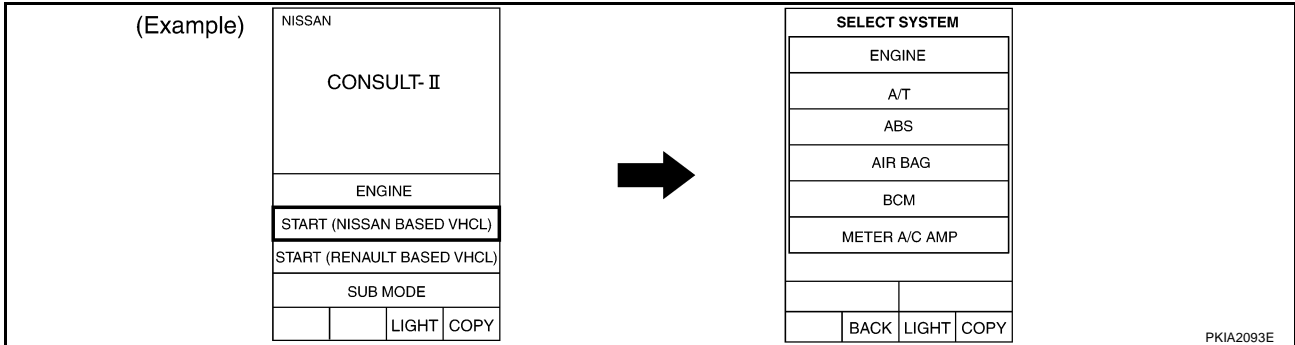 (Example)
NISSAN
CONSULT-II
ENGINE
START (NISSAN BASED VHCL)
START (RENAULT BASED VHCL)
SUB MODE
LIGHT COPY
SELECT SYSTEM
ENGINE
A/T
ABS
AIR BAG
BCM
METER A/C AMP
BACK LIGHT COPY
PKIA2093E